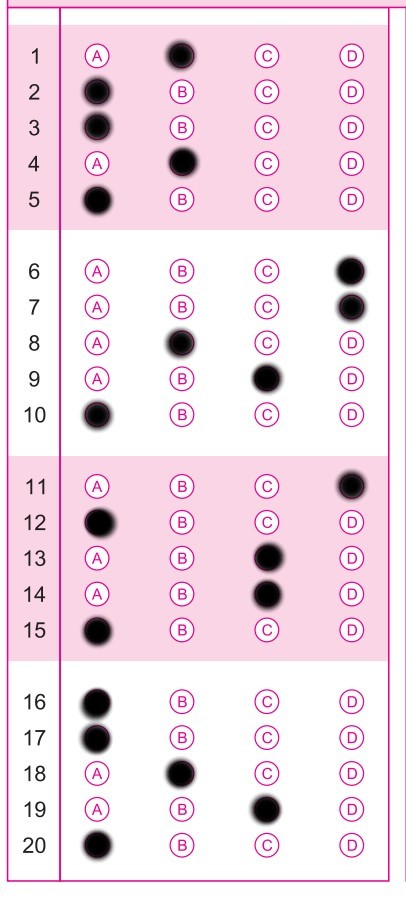 1 A C D
2 B C D
3 B C D
4 A C D
5 B C D
6 A B C
7 A B C
8 A C D
9 A B D
10 B C D
11 A B C
12 B C D
13 A B D
14 A B D
15 B C D
16 B C D
17 B C D
18 A C D
19 A B D
20 B C D